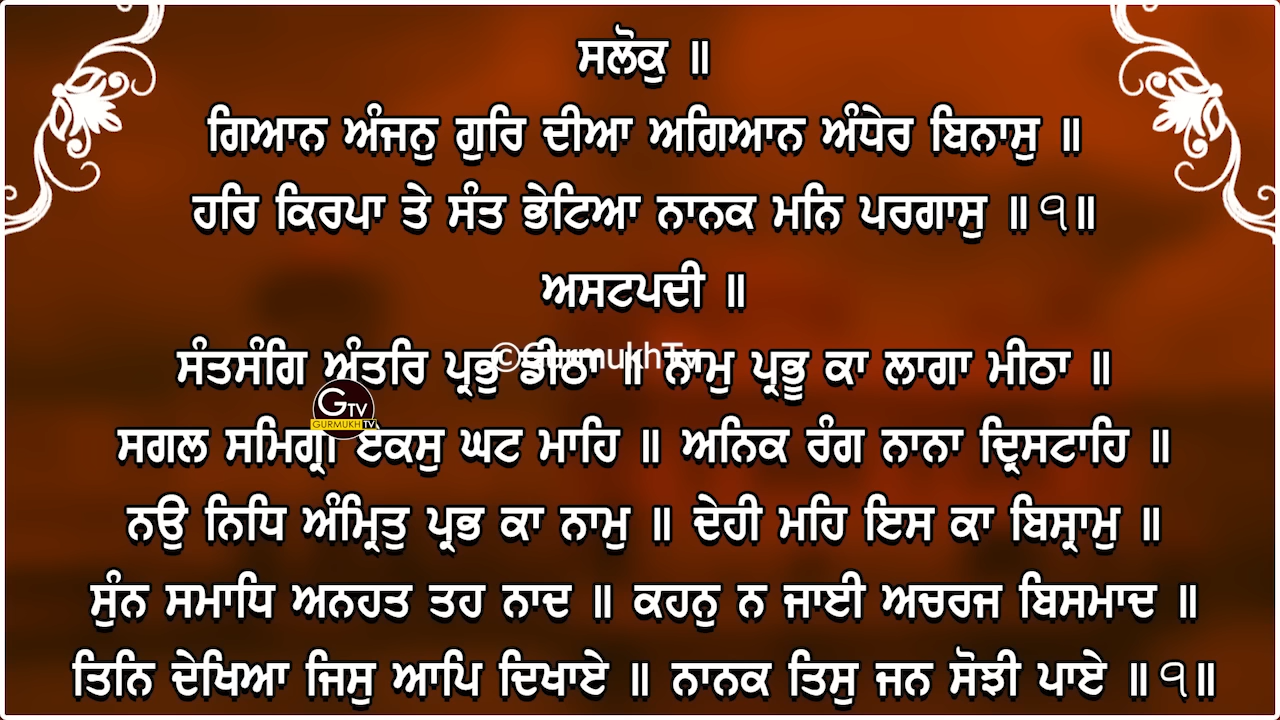 ਸਲੋਕੁ ॥
ਗਿਆਨ ਅੰਜਨੁ ਗੁਰਿ ਦੀਆ ਅਗਿਆਨ ਅੰਧੇਰ ਬਿਨਾਸੁ ॥
ਹਰਿ ਕਿਰਪਾ ਤੇ ਸੰਤ ਭੇਟਿਆ ਨਾਨਕ ਮਨਿ ਪਰਗਾਸੁ ॥੧॥
ਅਸਟਪਦੀ ॥
©GurmukhTv
ਸੰਤਸੰਗਿ ਅੰਤਰਿ ਪ੍ਰਭੁ ਡੀਠਾ ॥ ਨਾਮੁ ਪ੍ਰਭੂ ਕਾ ਲਾਗਾ ਮੀਠਾ ॥
GTV
GURMUKH TV
ਸਗਲ ਸਮਿਗ੍ਰੀ ਏਕਸੁ ਘਟ ਮਾਹਿ ॥ ਅਨਿਕ ਰੰਗ ਨਾਨਾ ਦ੍ਰਿਸਟਾਹਿ ॥
ਨਉ ਨਿਧਿ ਅੰਮ੍ਰਿਤੁ ਪ੍ਰਭ ਕਾ ਨਾਮੁ ॥ ਦੇਹੀ ਮਹਿ ਇਸ ਕਾ ਬਿਸ੍ਰਾਮੁ ॥
ਸੁੰਨ ਸਮਾਧਿ ਅਨਹਤ ਤਹ ਨਾਦ ॥ ਕਹਨੁ ਨ ਜਾਈ ਅਚਰਜ ਬਿਸਮਾਦ ॥
ਤਿਨਿ ਦੇਖਿਆ ਜਿਸੁ ਆਪਿ ਦਿਖਾਏ ॥ ਨਾਨਕ ਤਿਸੁ ਜਨ ਸੋਝੀ ਪਾਏ ॥੧॥